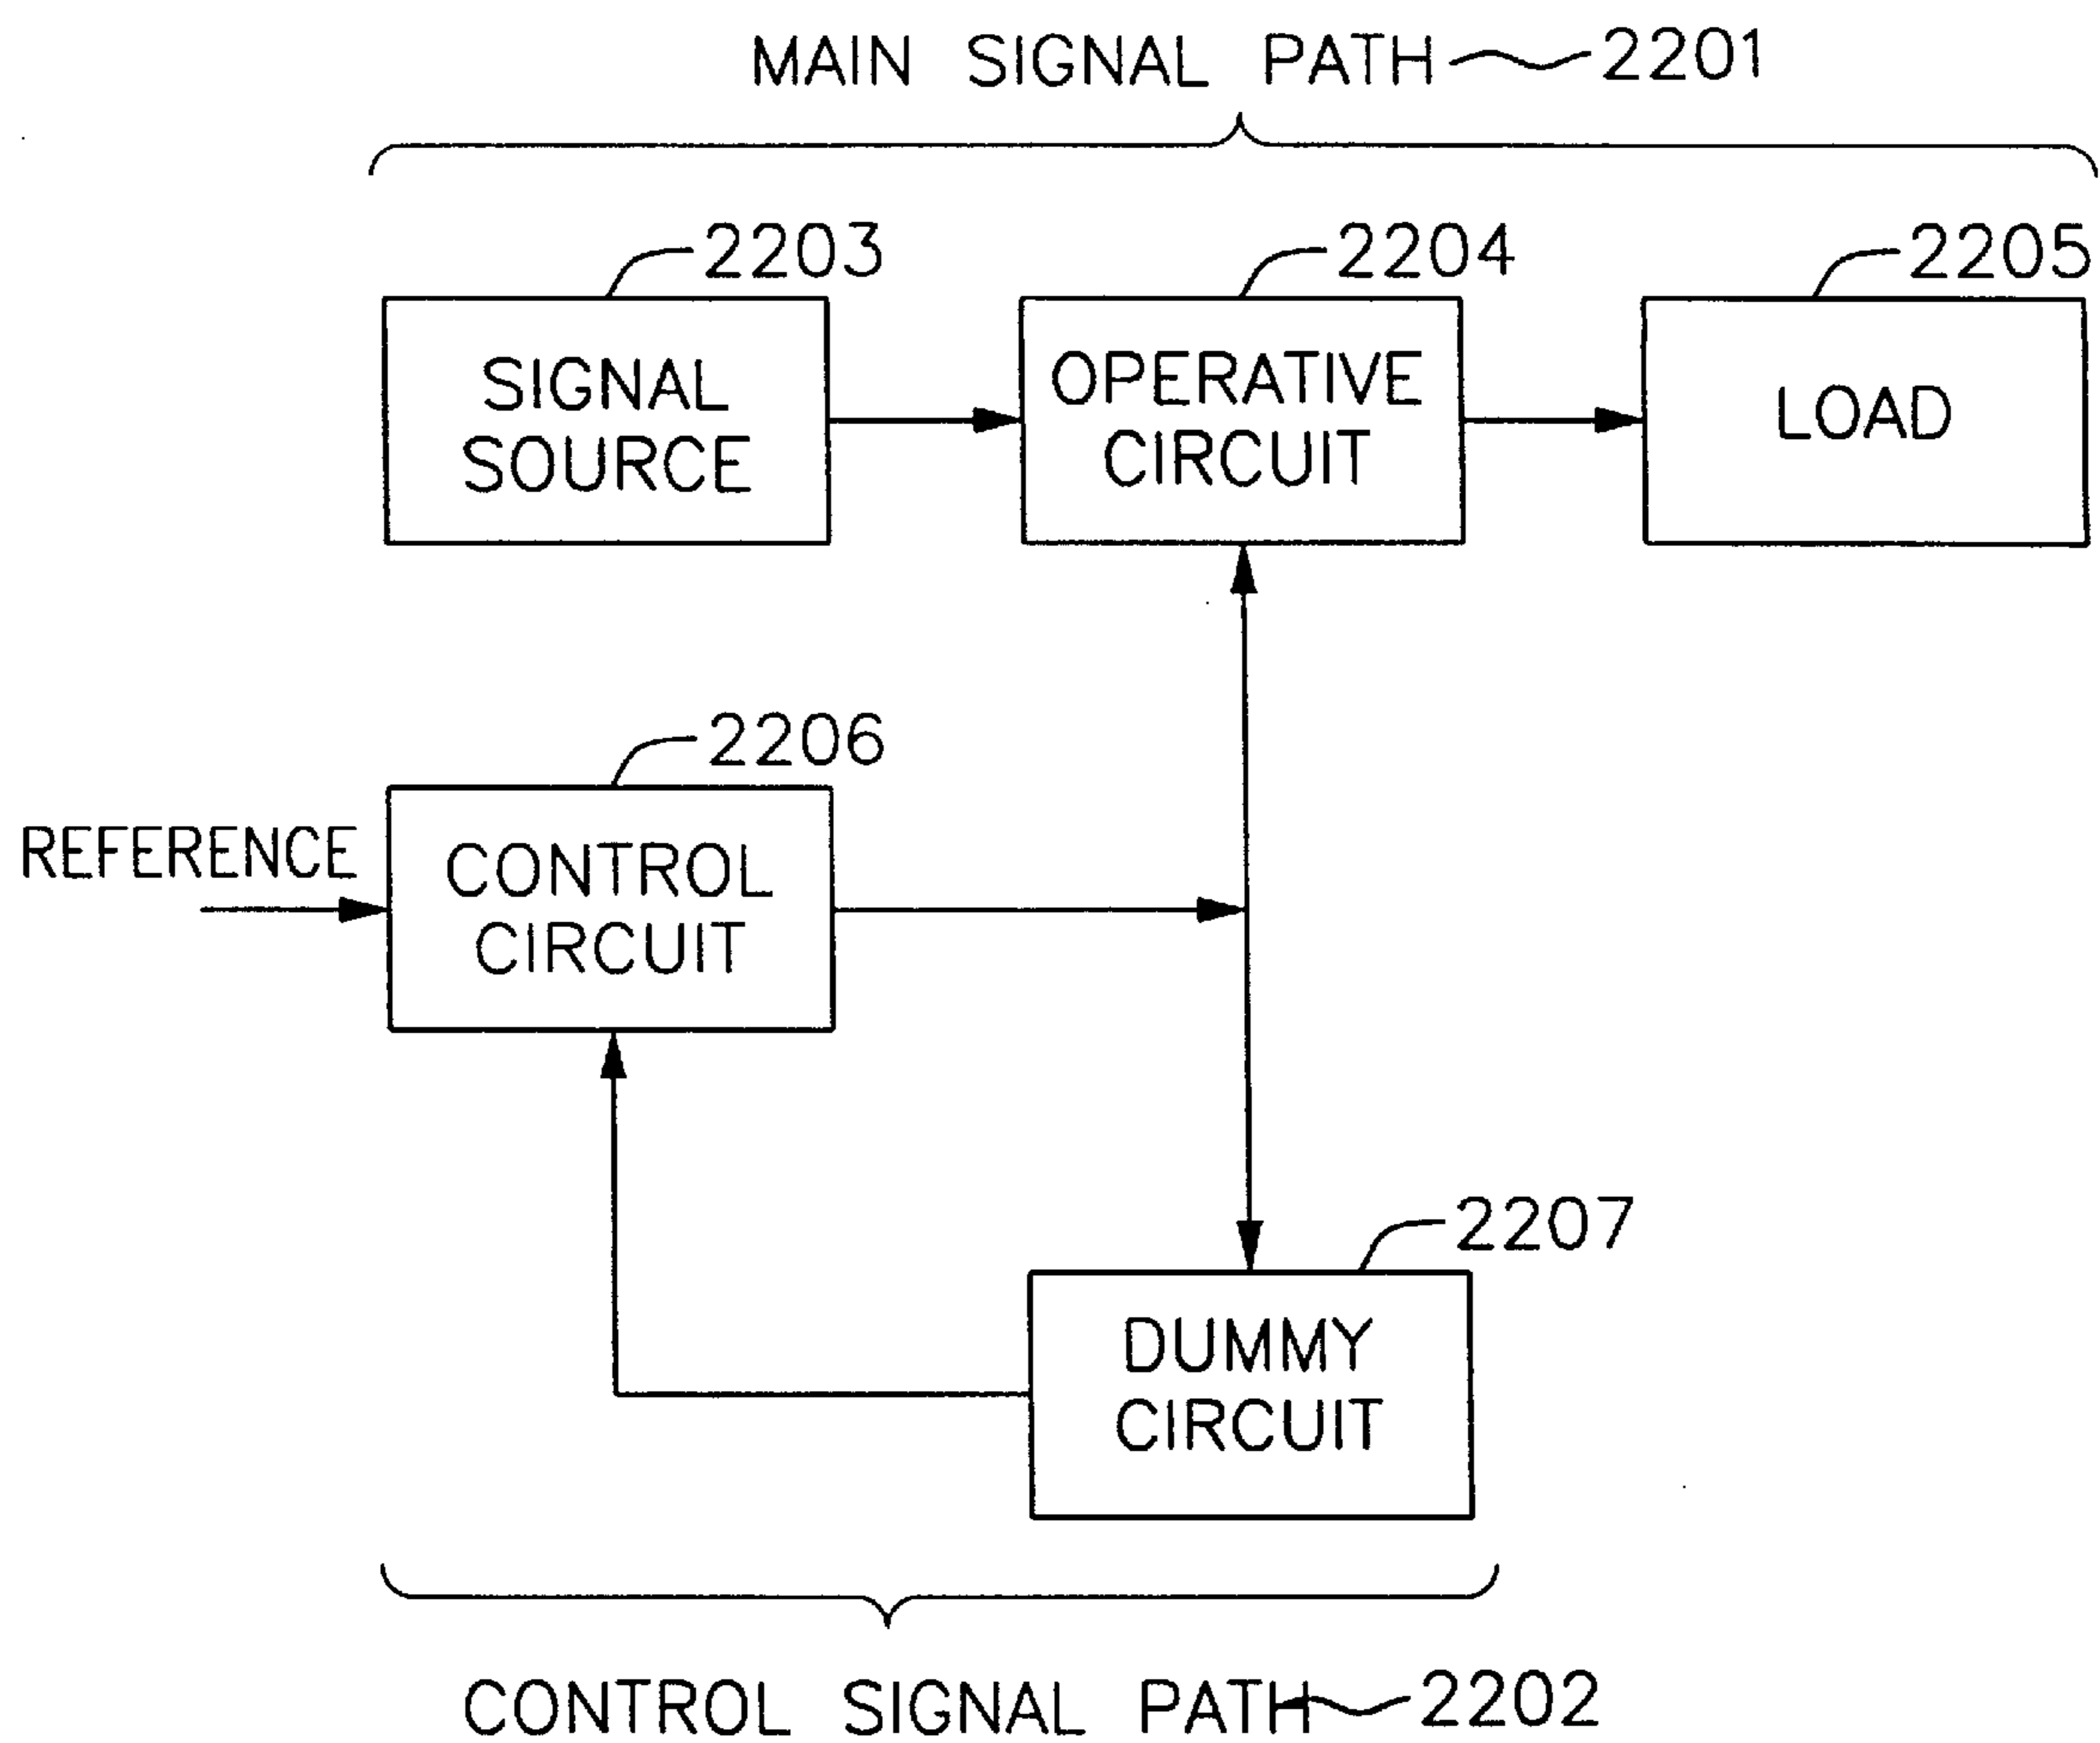 MAIN SIGNAL PATH 2201
2203
2204
2205
SIGNAL
SOURCE
OPERATIVE
CIRCUIT
LOAD
2206
REFERENCE
CONTROL
CIRCUIT
2207
DUMMY
CIRCUIT
CONTROL SIGNAL PATH 2202